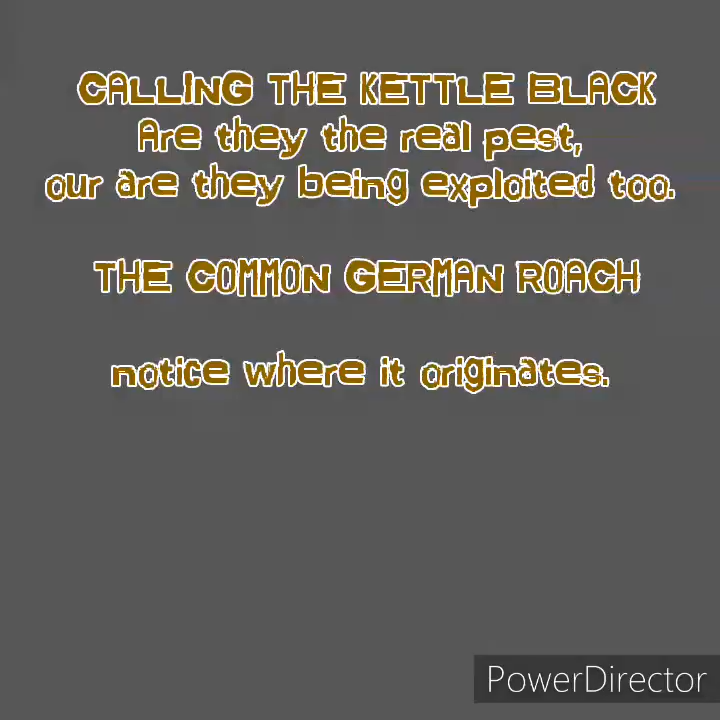 CALLING THE KETTLE BLACK
Are they the real pest,
our are they being exploited too.
THE COMMON GERMAN ROACH
notice where it originates.
PowerDirector